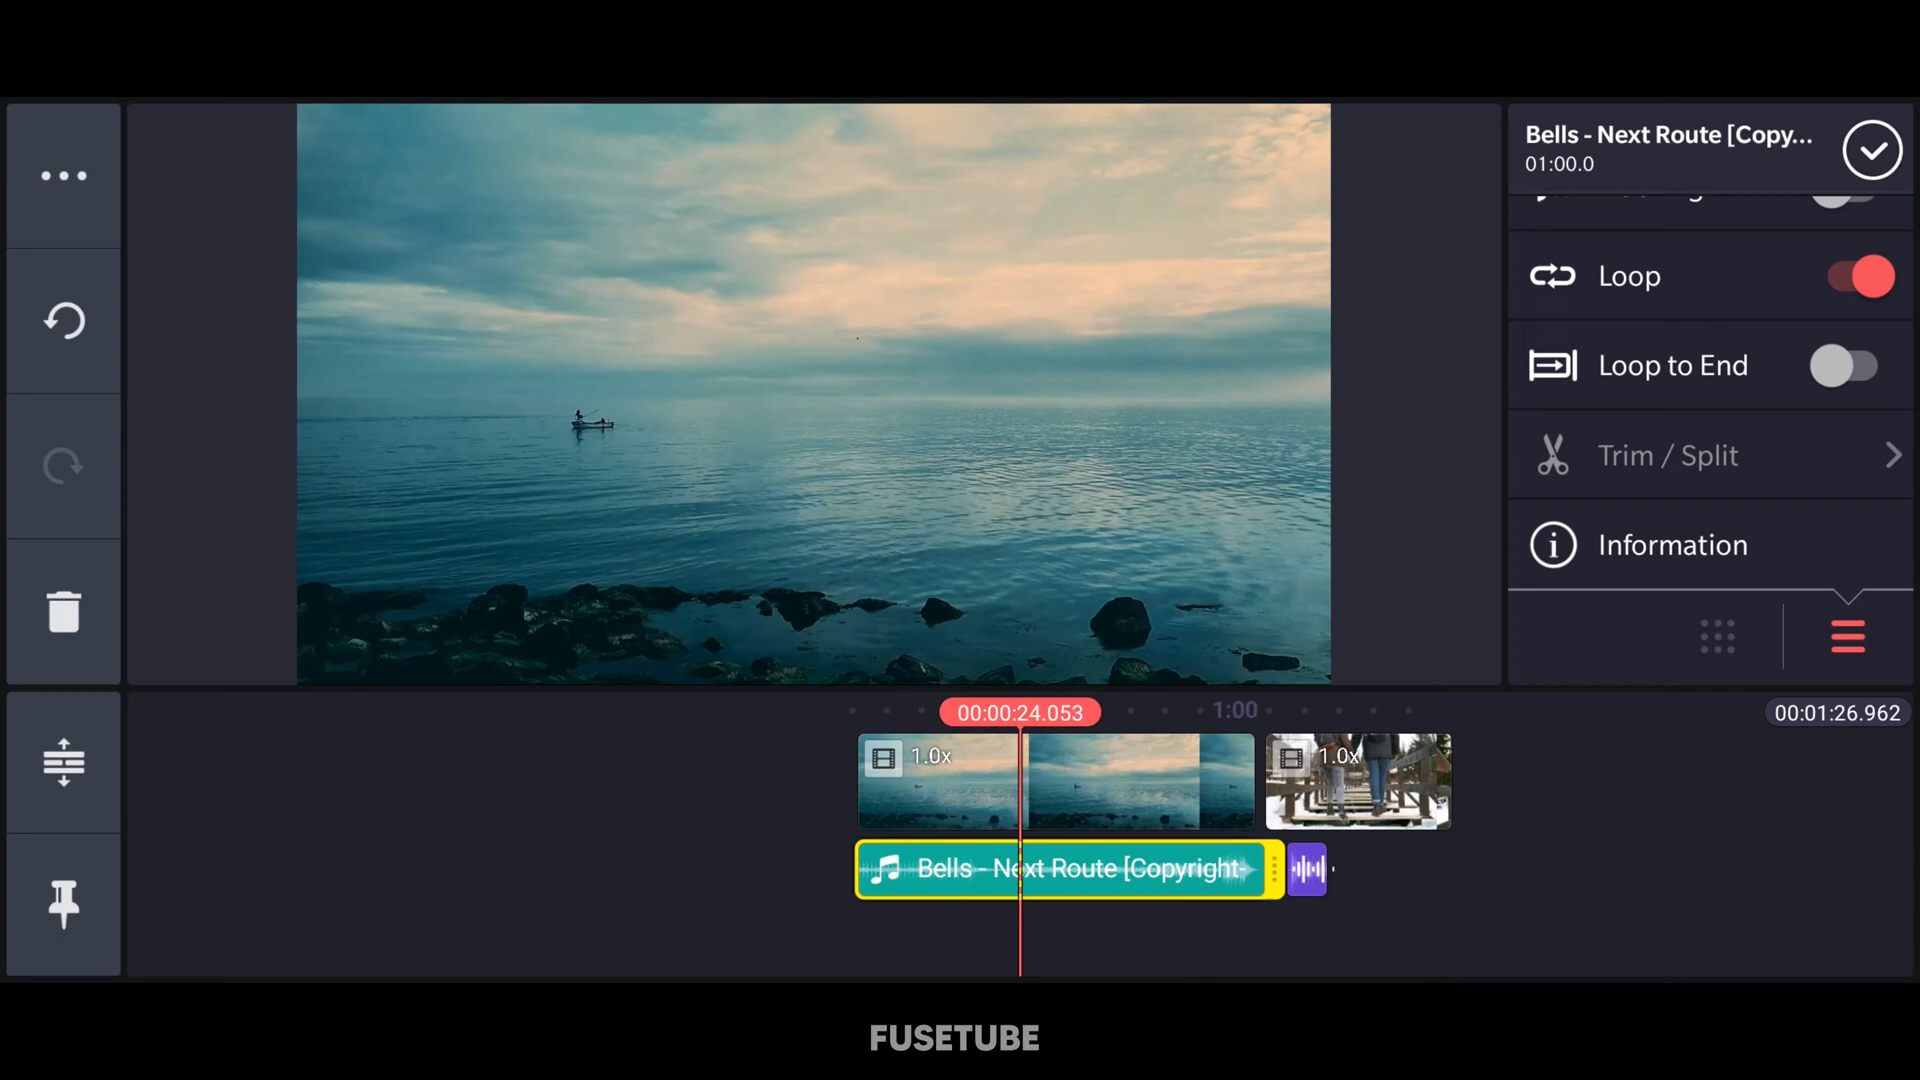 Bells - Next Route [Copy...
01:00.0
Loop
Loop to End
Trim / Split
Information
00:00:24.053
1:00
00:01:26.962
1.0x
1.0x
Bells - Next Route [Copyright-
FUSETUBE